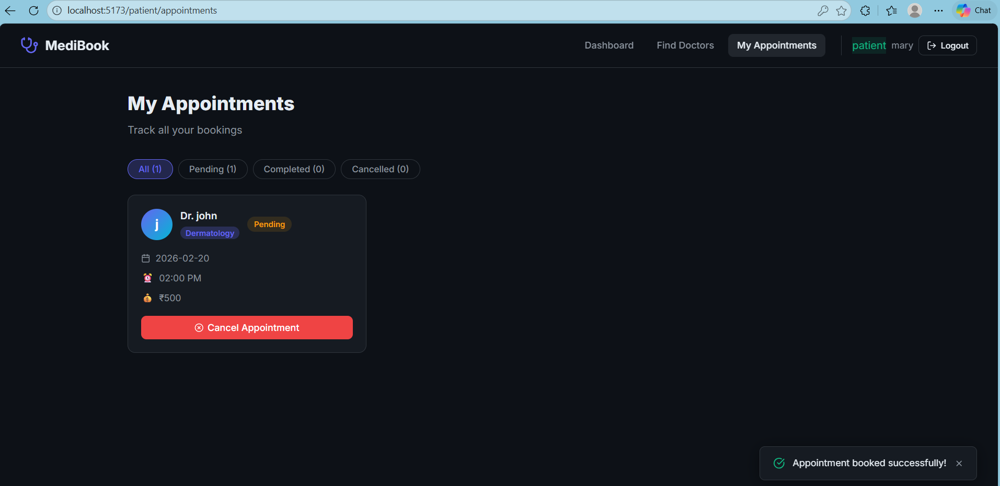 localhost:5173/patient/appointments
Chat
MediBook
Dashboard
Find Doctors
My Appointments
patient
mary
Logout
My Appointments
Track all your bookings
All (1)
Pending (1)
Completed (0)
Cancelled (0)
j
Dr. john
Dermatology
Pending
2026-02-20
02:00 PM
₹500
Cancel Appointment
Appointment booked successfully!